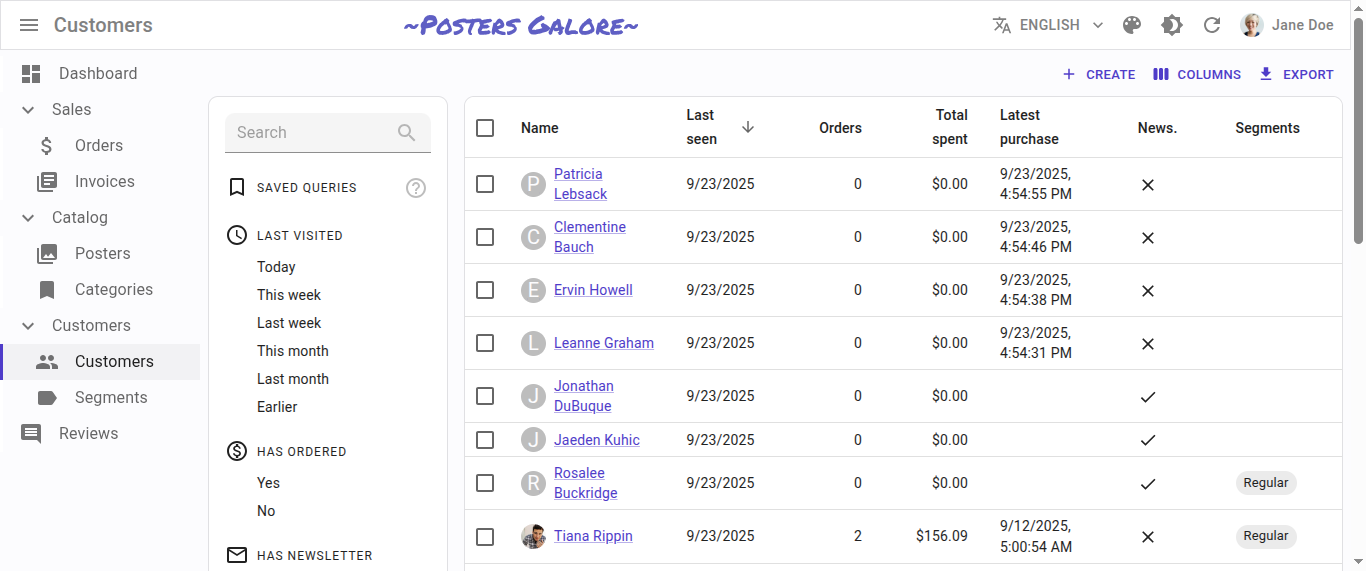 Customers
~Posters Galore~
ENGLISH
Jane Doe
Dashboard
Sales
Orders
Invoices
Catalog
Posters
Categories
Customers
Customers
Segments
Reviews
CREATE
COLUMNS
EXPORT
Search
SAVED QUERIES
?
LAST VISITED
Today
This week
Last week
This month
Last month
Earlier
HAS ORDERED
Yes
No
HAS NEWSLETTER
Name
Last
seen
Orders
Total
spent
Latest
purchase
News.
Segments
P
Patricia
Lebsack
9/23/2025
0
$0.00
9/23/2025,
4:54:55 PM
C
Clementine
Bauch
9/23/2025
0
$0.00
9/23/2025,
4:54:46 PM
E
Ervin Howell
9/23/2025
0
$0.00
9/23/2025,
4:54:38 PM
L
Leanne Graham
9/23/2025
0
$0.00
9/23/2025,
4:54:31 PM
J
Jonathan
DuBuque
9/23/2025
0
$0.00
J
Jaeden Kuhic
9/23/2025
0
$0.00
R
Rosalee
Buckridge
9/23/2025
0
$0.00
Regular
Tiana Rippin
9/23/2025
2
$156.09
9/12/2025,
5:00:54 AM
Regular